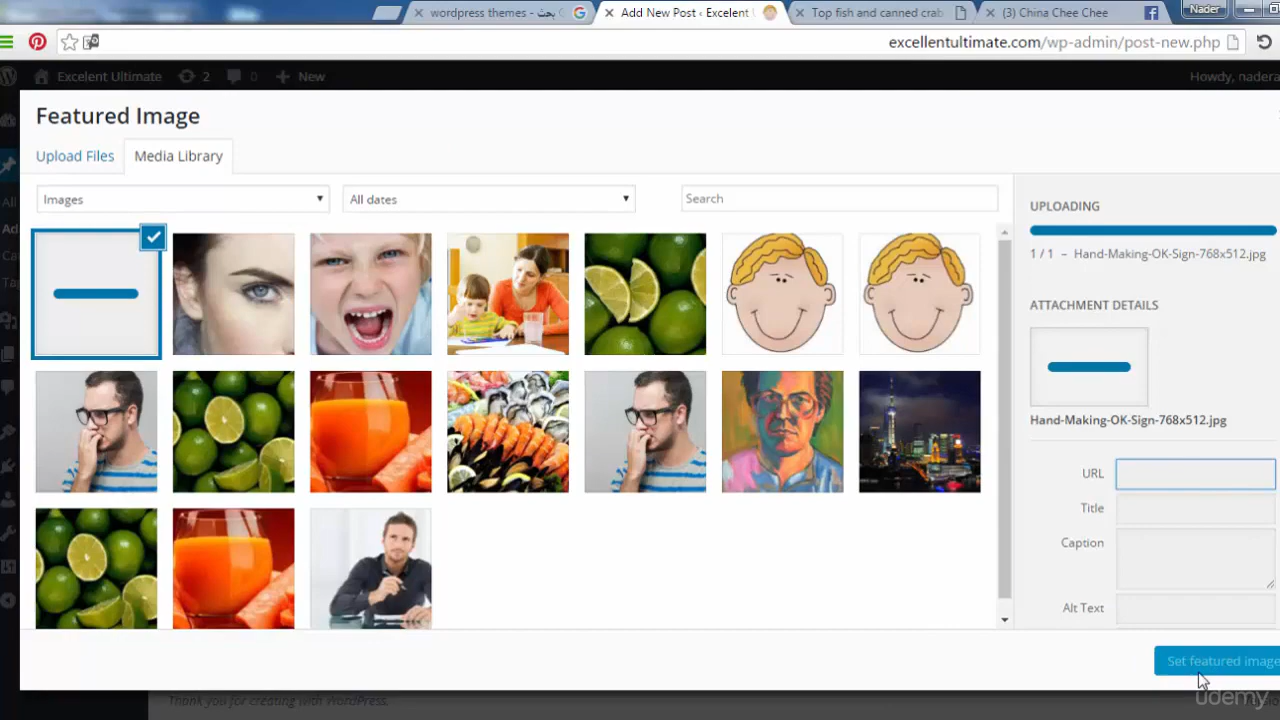 wordpress themes - بحث
Add New Post ‹ Excelent U
Top fish and canned crab
(3) China Chee Chee
Nader
excellentultimate.com/wp-admin/post-new.php
Excelent Ultimate
2
0
New
Howdy, nadera
Featured Image
Upload Files
Media Library
Images
All dates
Search
UPLOADING
1 / 1 – Hand-Making-OK-Sign-768x512.jpg
ATTACHMENT DETAILS
Hand-Making-OK-Sign-768x512.jpg
URL
Title
Caption
Alt Text
Set featured image
Thank you for creating with WordPress.
udemy